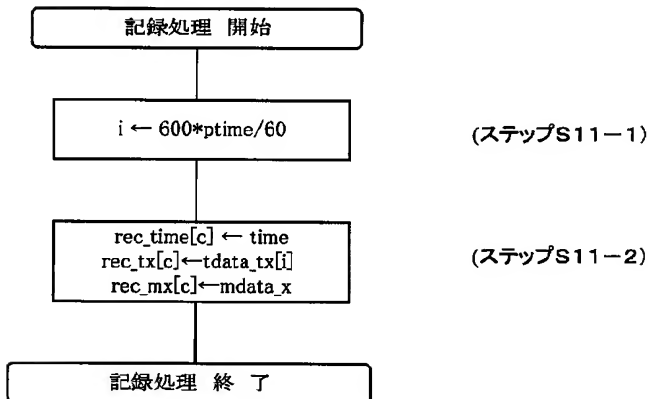 記録処理 開始
i ← 600*ptime/60
(ステップS11-1)
rec_time[c] ← time
rec_tx[c]←tdata_tx[i]
rec_mx[c]←mdata_x
(ステップS11-2)
記録処理 終 了